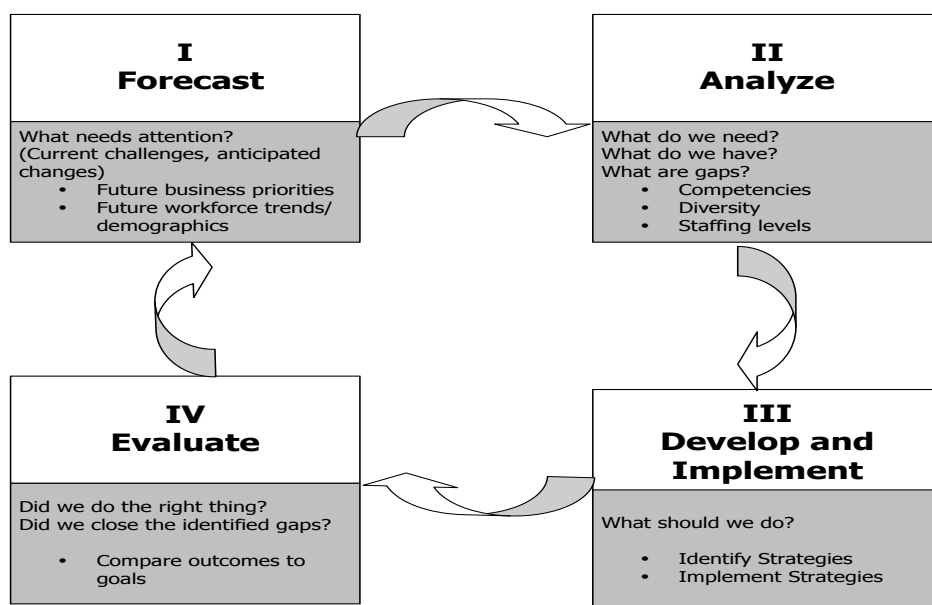 I
Forecast
What needs attention?
(Current challenges, anticipated
changes)
• Future business priorities
• Future workforce trends/
demographics
II
Analyze
What do we need?
What do we have?
What are gaps?
• Competencies
• Diversity
• Staffing levels
III
Develop and
Implement
What should we do?
• Identify Strategies
• Implement Strategies
IV
Evaluate
Did we do the right thing?
Did we close the identified gaps?
• Compare outcomes to
goals